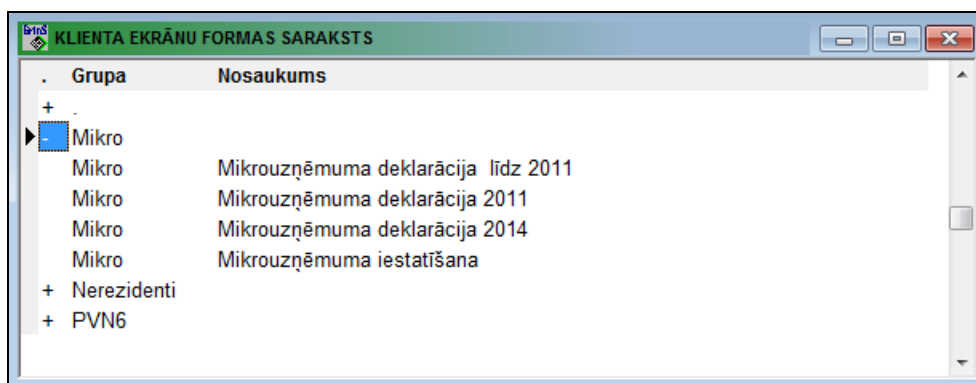 KLIENTA EKRĀNU FORMAS SARAKSTS
. Grupa Nosaukums
+ .
- Mikro
Mikro Mikrouzņēmuma deklarācija  līdz 2011
Mikro Mikrouzņēmuma deklarācija 2011
Mikro Mikrouzņēmuma deklarācija 2014
Mikro Mikrouzņēmuma iestatīšana
+ Nerezidenti
+ PVN6